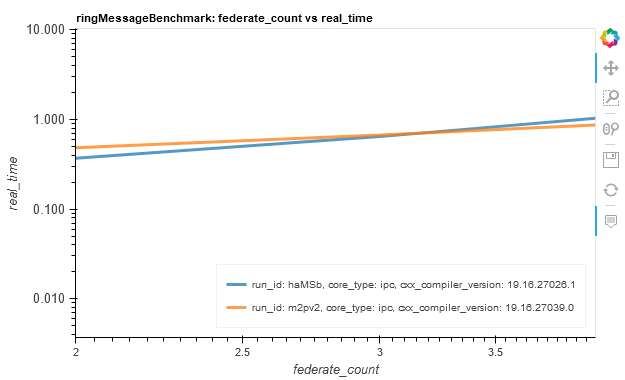 ringMessageBenchmark: federate_count vs real_time
10.000
1.000
0.100
0.010
real_time
run_id: haMSb, core_type: ipc, cxx_compiler_version: 19.16.27026.1
run_id: m2pv2, core_type: ipc, cxx_compiler_version: 19.16.27039.0
2 2.5 3 3.5
federate_count